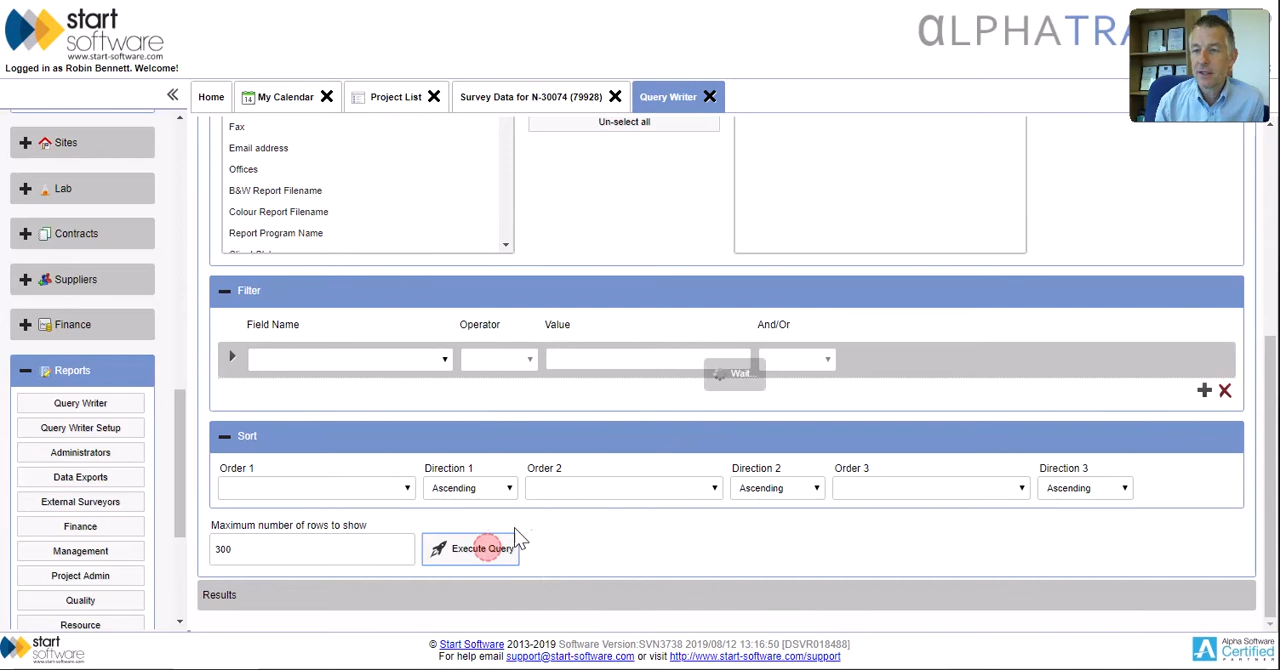 start
software
www.start-software.com
Logged in as Robin Bennett. Welcome!
αLPHATRA
Home
14 My Calendar
Project List
Survey Data for N-30074 (79928)
Query Writer
Sites
Lab
Contracts
Suppliers
Finance
Reports
Query Writer
Query Writer Setup
Administrators
Data Exports
External Surveyors
Finance
Management
Project Admin
Quality
Resource
Fax
Email address
Offices
B&W Report Filename
Colour Report Filename
Report Program Name
Un-select all
Filter
Field Name Operator Value And/Or
Wait...
Sort
Order 1 Direction 1 Order 2 Direction 2 Order 3 Direction 3
Ascending Ascending Ascending
Maximum number of rows to show
300 Execute Query
Results
start
software
www.start-software.com
© Start Software 2013-2019 Software Version:SVN3738 2019/08/12 13:16:50 [DSVR018488]
For help email support@start-software.com or visit http://www.start-software.com/support
Alpha Software
Certified
PARTNER